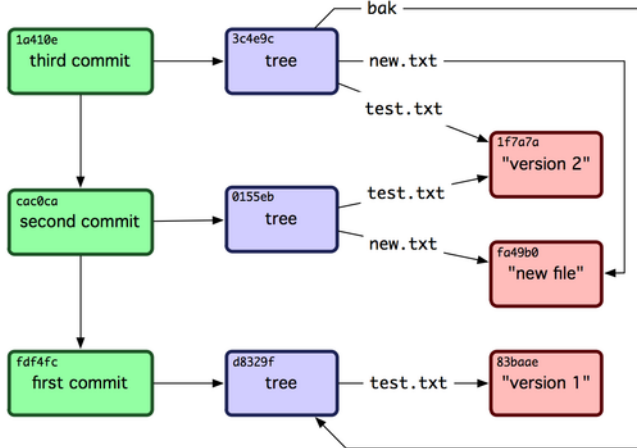 bak
1a410e
third commit
3c4e9c
tree
new.txt
test.txt
1f7a7a
"version 2"
cac0ca
second commit
0155eb
tree
test.txt
new.txt
fa49b0
"new file"
fdf4fc
first commit
d8329f
tree
test.txt
83baae
"version 1"